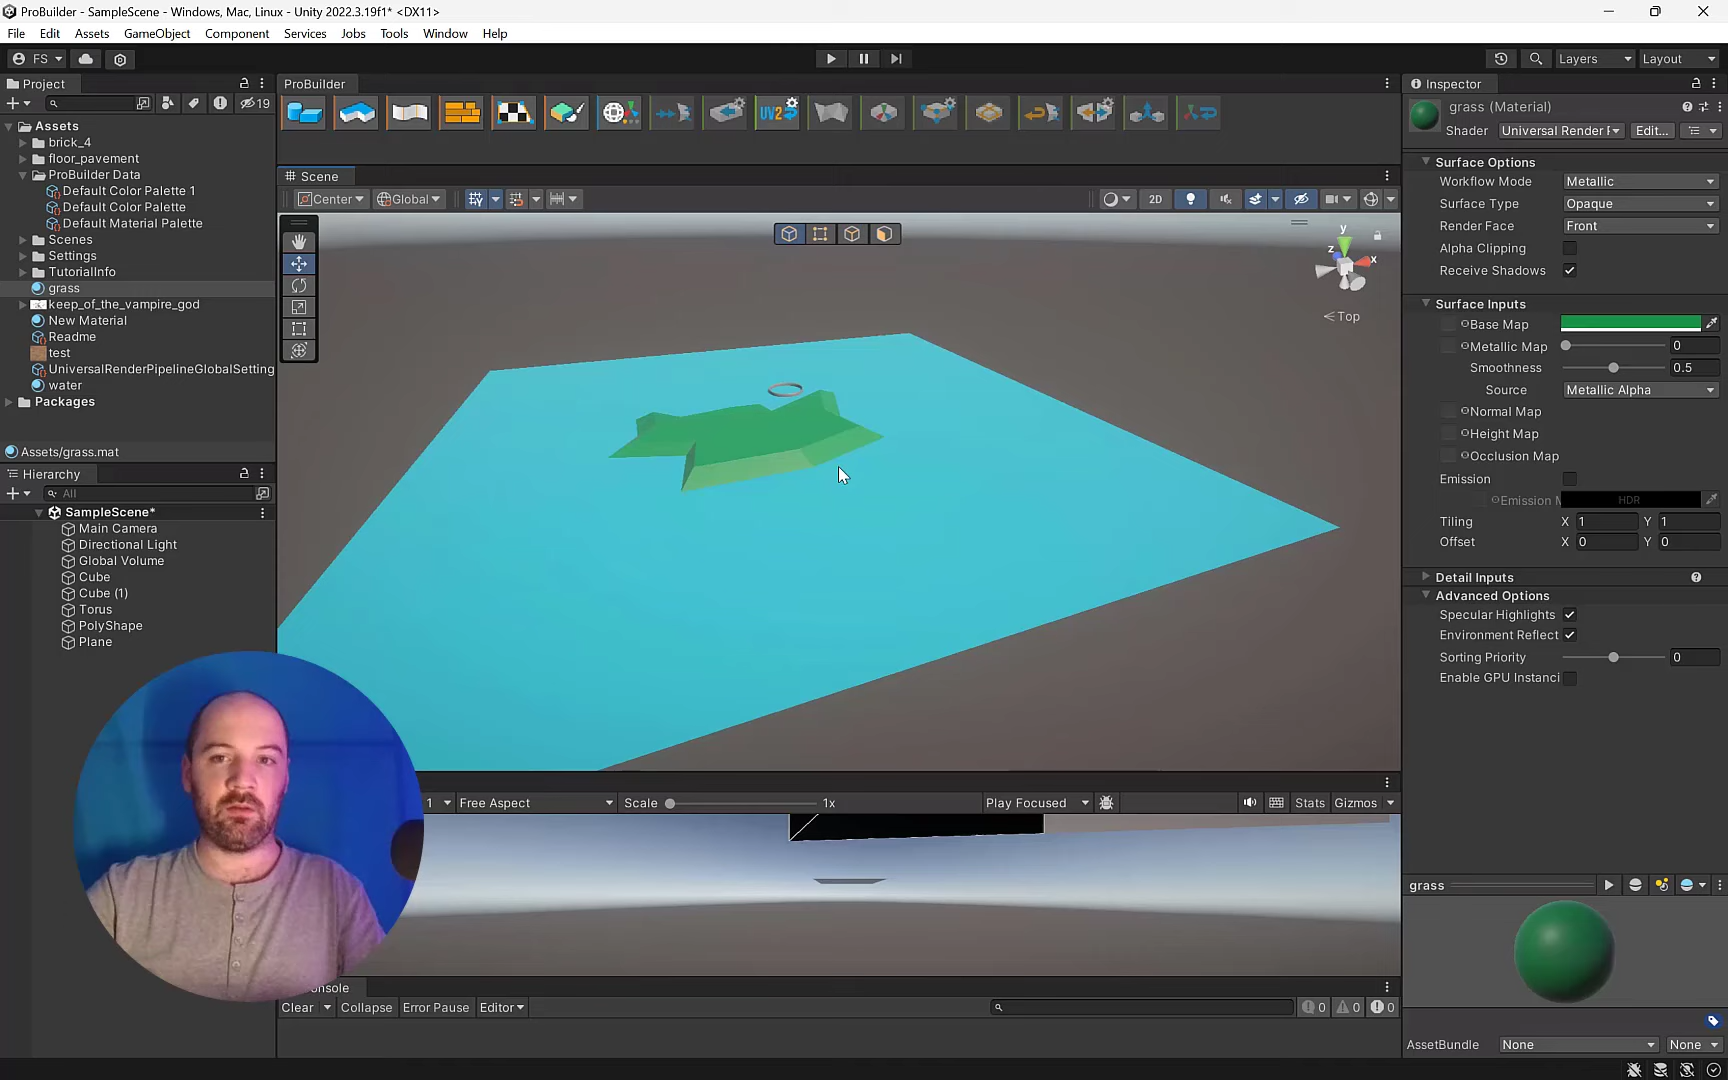 ProBuilder - SampleScene - Windows, Mac, Linux - Unity 2022.3.19f1* <DX11>
File Edit Assets GameObject Component Services Jobs Tools Window Help
FS
Layers
Layout
Project
19
Assets
brick_4
floor_pavement
ProBuilder Data
Default Color Palette 1
Default Color Palette
Default Material Palette
Scenes
Settings
TutorialInfo
grass
keep_of_the_vampire_god
New Material
Readme
test
UniversalRenderPipelineGlobalSetting
water
Packages
Assets/grass.mat
Hierarchy
All
SampleScene*
Main Camera
Directional Light
Global Volume
Cube
Cube (1)
Torus
PolyShape
Plane
ProBuilder
UV2
Scene
Center
Global
2D
y
z
x
Top
1
Free Aspect
Scale
1x
Play Focused
Stats
Gizmos
onsole
Clear
Collapse
Error Pause
Editor
0
0
0
Inspector
grass (Material)
Shader
Universal Render F
Edit...
Surface Options
Workflow Mode
Metallic
Surface Type
Opaque
Render Face
Front
Alpha Clipping
Receive Shadows
Surface Inputs
Base Map
Metallic Map
0
Smoothness
0.5
Source
Metallic Alpha
Normal Map
Height Map
Occlusion Map
Emission
Emission M
HDR
Tiling
X 1
Y 1
Offset
X 0
Y 0
Detail Inputs
Advanced Options
Specular Highlights
Environment Reflect
Sorting Priority
0
Enable GPU Instanci
grass
AssetBundle
None
None